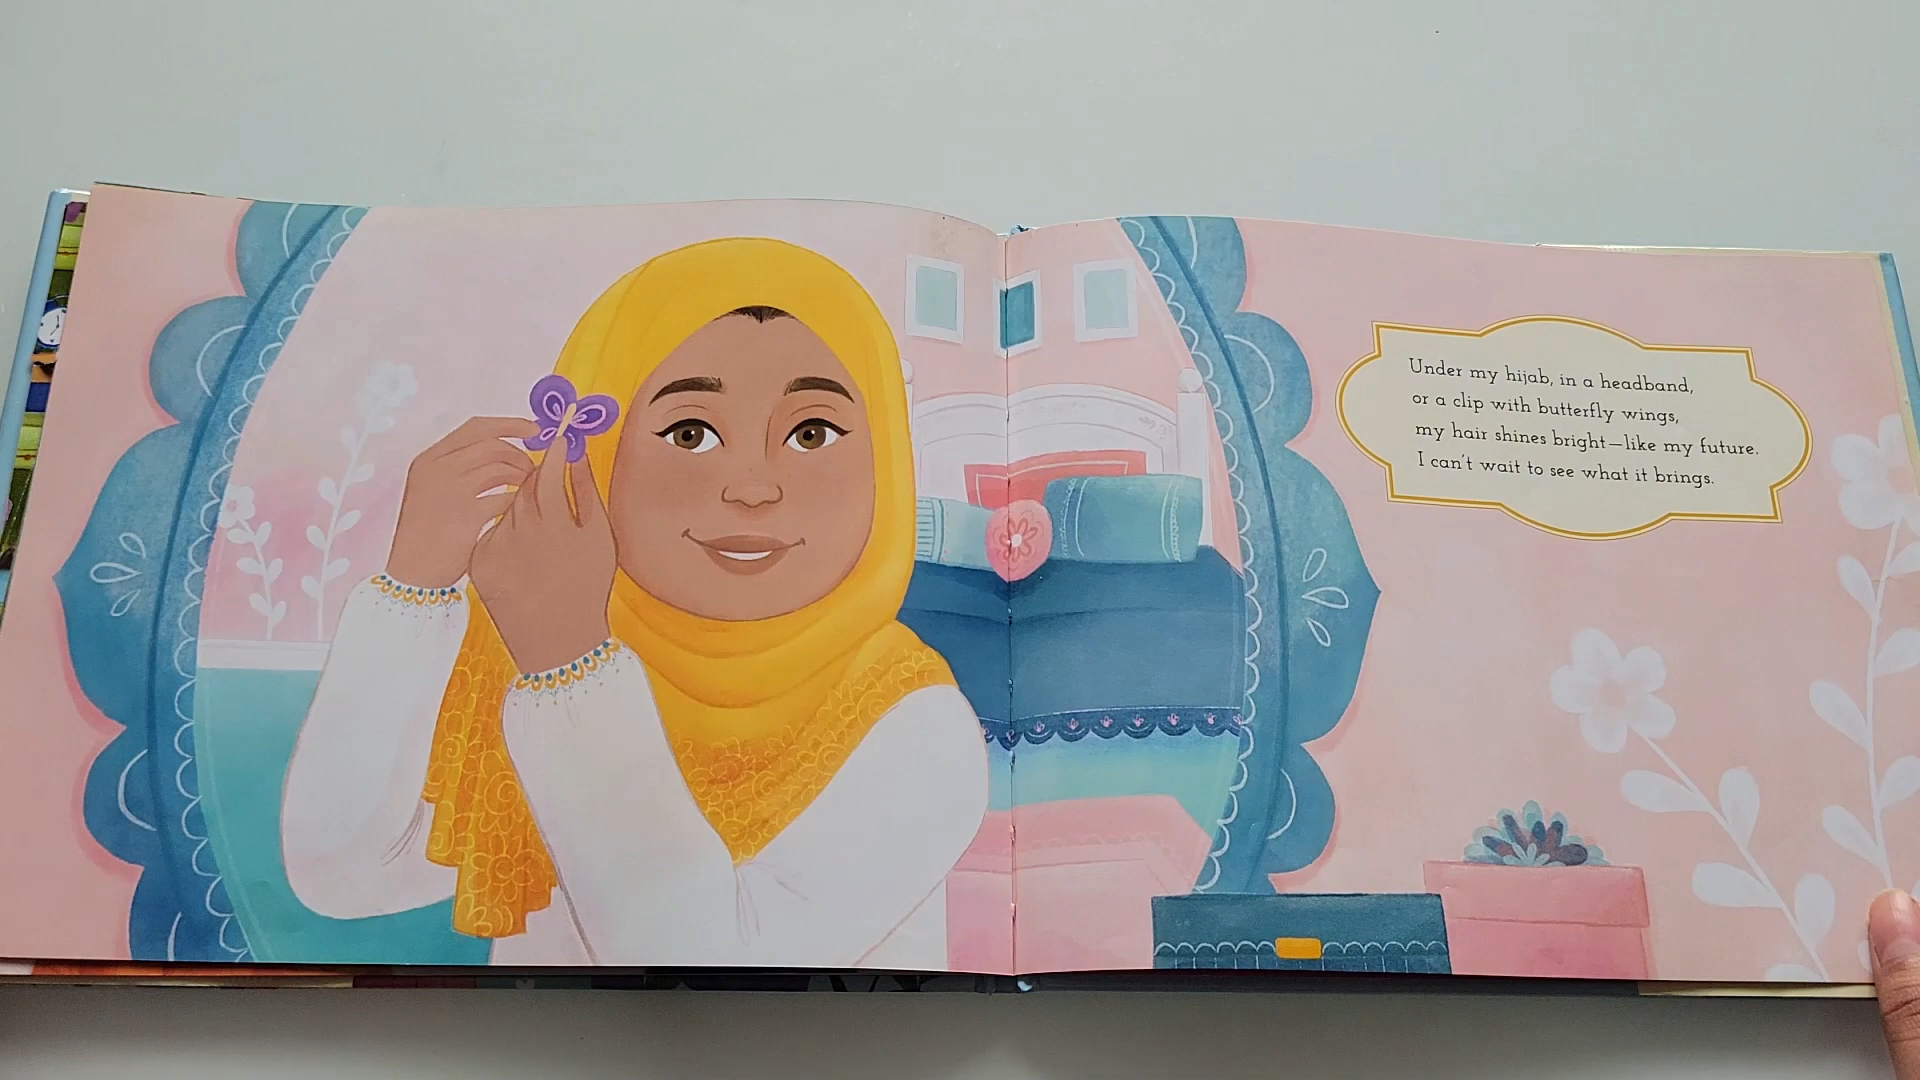 Under my hijab, in a headband,
or a clip with butterfly wings,
my hair shines bright—like my future.
I can't wait to see what it brings.